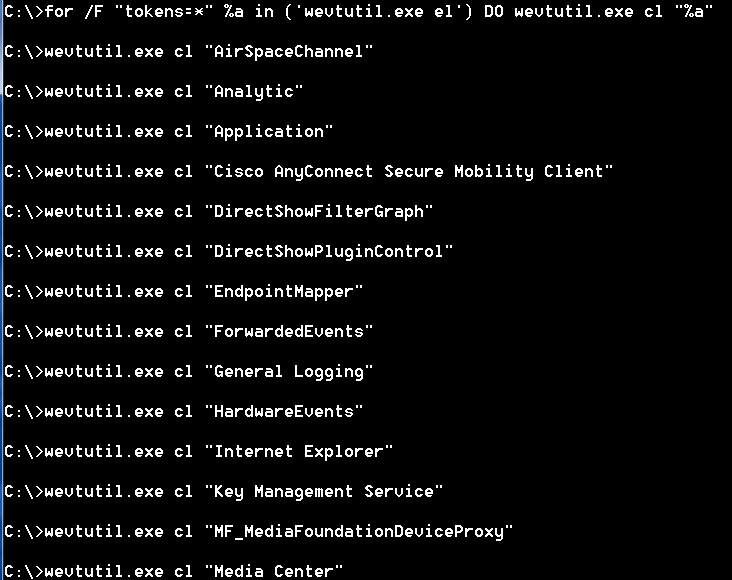 C:\>for /F "tokens=*" %a in ('wevtutil.exe el') DO wevtutil.exe cl "%a"
C:\>wevtutil.exe cl "AirSpaceChannel"
C:\>wevtutil.exe cl "Analytic"
C:\>wevtutil.exe cl "Application"
C:\>wevtutil.exe cl "Cisco AnyConnect Secure Mobility Client"
C:\>wevtutil.exe cl "DirectShowFilterGraph"
C:\>wevtutil.exe cl "DirectShowPluginControl"
C:\>wevtutil.exe cl "EndpointMapper"
C:\>wevtutil.exe cl "ForwardedEvents"
C:\>wevtutil.exe cl "General Logging"
C:\>wevtutil.exe cl "HardwareEvents"
C:\>wevtutil.exe cl "Internet Explorer"
C:\>wevtutil.exe cl "Key Management Service"
C:\>wevtutil.exe cl "MF_MediaFoundationDeviceProxy"
C:\>wevtutil.exe cl "Media Center"